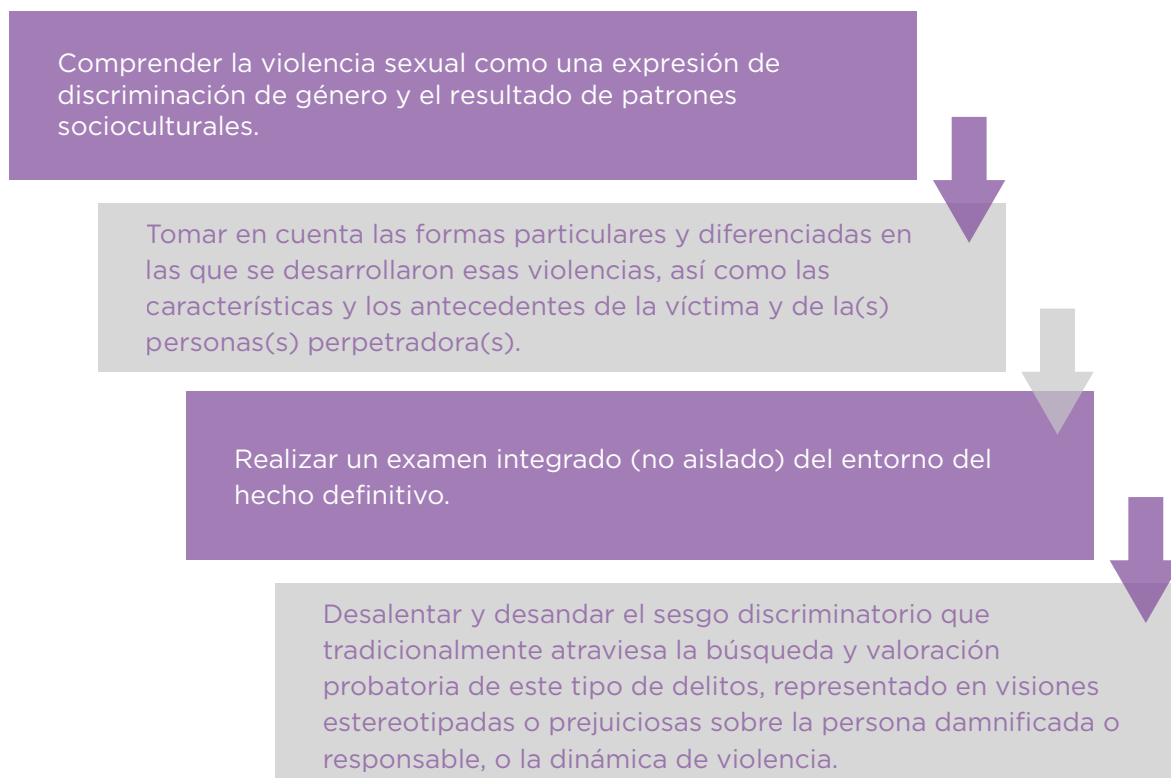 Comprender la violencia sexual como una expresión de
discriminación de género y el resultado de patrones
socioculturales.
Tomar en cuenta las formas particulares y diferenciadas en
las que se desarrollaron esas violencias, así como las
características y los antecedentes de la víctima y de la(s)
personas(s) perpetradora(s).
Realizar un examen integrado (no aislado) del entorno del
hecho definitivo.
Desalentar y desandar el sesgo discriminatorio que
tradicionalmente atraviesa la búsqueda y valoración
probatoria de este tipo de delitos, representado en visiones
estereotipadas o prejuiciosas sobre la persona damnificada o
responsable, o la dinámica de violencia.